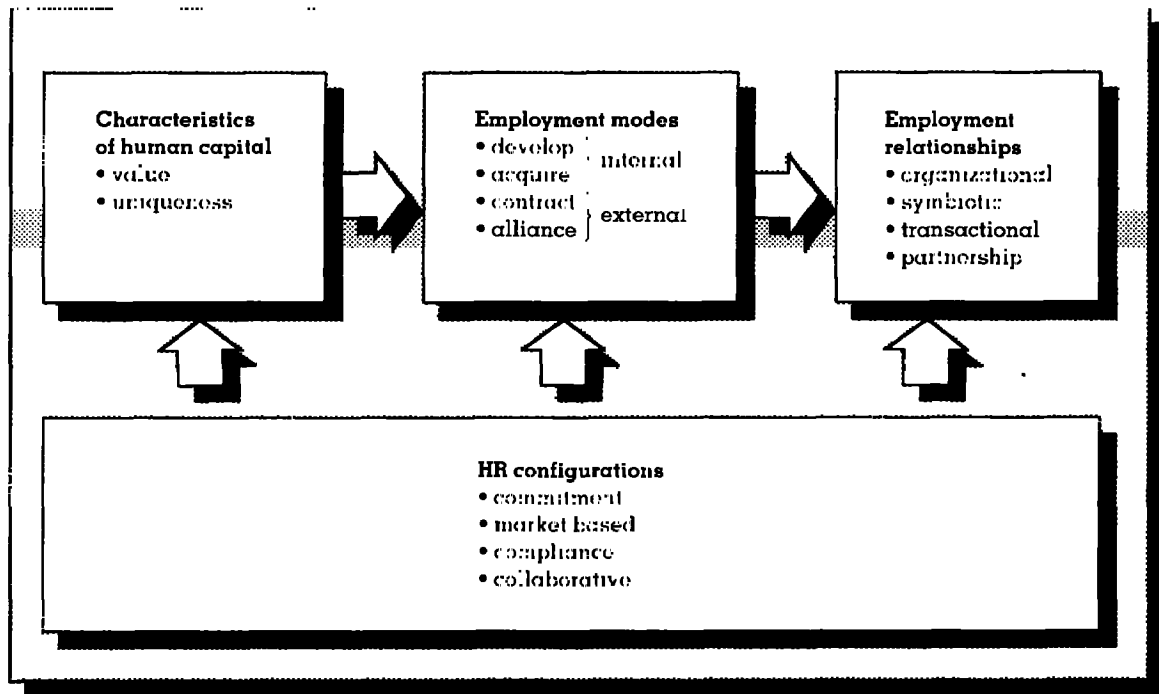 Characteristics
of human capital
• value
• uniqueness
Employment modes
• develop
• acquire
internal
• contract
• alliance
external
Employment
relationships
• organizational
• symbiotic
• transactional
• partnership
HR configurations
• commitment
• market based
• compliance
• collaborative